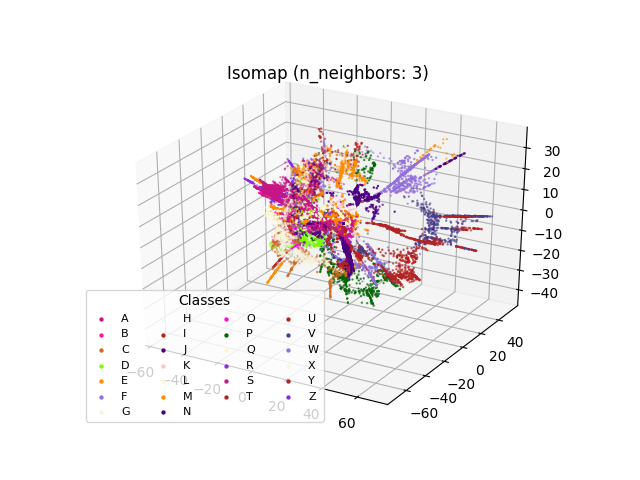 Isomap (n_neighbors: 3)
30
20
10
0
−10
−20
−30
−40
−60
−40
−20
0
20
40
60
−60
−40
−20
0
20
40
Classes
A H O U
B I P V
C J Q W
D K R X
E L S Y
F M T Z
G N